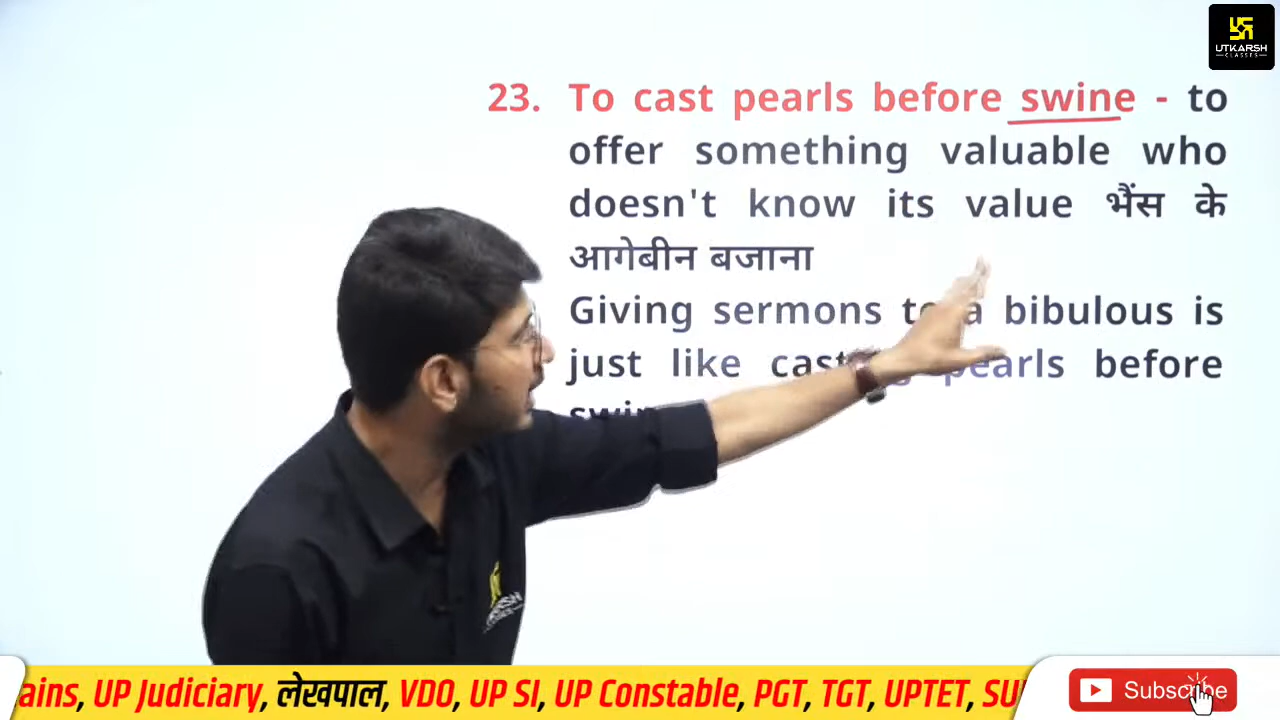 UTKARSH
CLASSES
23. To cast pearls before swine - to
offer something valuable who
doesn't know its value भैंस के
आगेबीन बजाना
Giving sermons to a bibulous is
just like pearls before
ains, UP Judiciary, लेखपाल, VDO, UP SI, UP Constable, PGT, TGT, UPTET,
Subscribe